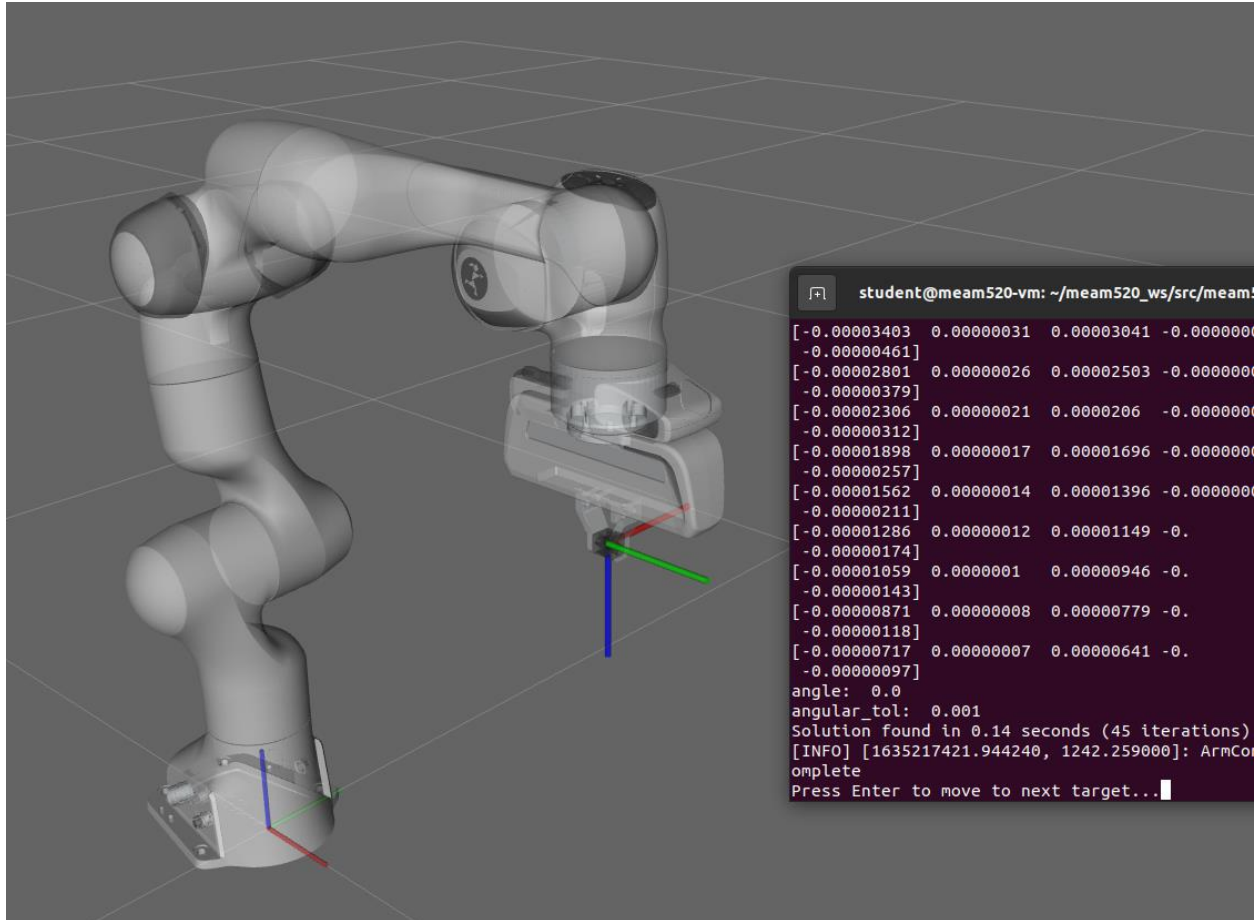 student@meam520-vm: ~/meam520_ws/src/meam5
[-0.00003403 0.00000031 0.00003041 -0.0000000
-0.00000461]
[-0.00002801 0.00000026 0.00002503 -0.0000000
-0.00000379]
[-0.00002306 0.00000021 0.0000206 -0.0000000
-0.00000312]
[-0.00001898 0.00000017 0.00001696 -0.0000000
-0.00000257]
[-0.00001562 0.00000014 0.00001396 -0.0000000
-0.00000211]
[-0.00001286 0.00000012 0.00001149 -0.
-0.00000174]
[-0.00001059 0.0000001 0.00000946 -0.
-0.00000143]
[-0.00000871 0.00000008 0.00000779 -0.
-0.00000118]
[-0.00000717 0.00000007 0.00000641 -0.
-0.00000097]
angle: 0.0
angular_tol: 0.001
Solution found in 0.14 seconds (45 iterations)
[INFO] [1635217421.944240, 1242.259000]: ArmCon
omplete
Press Enter to move to next target...